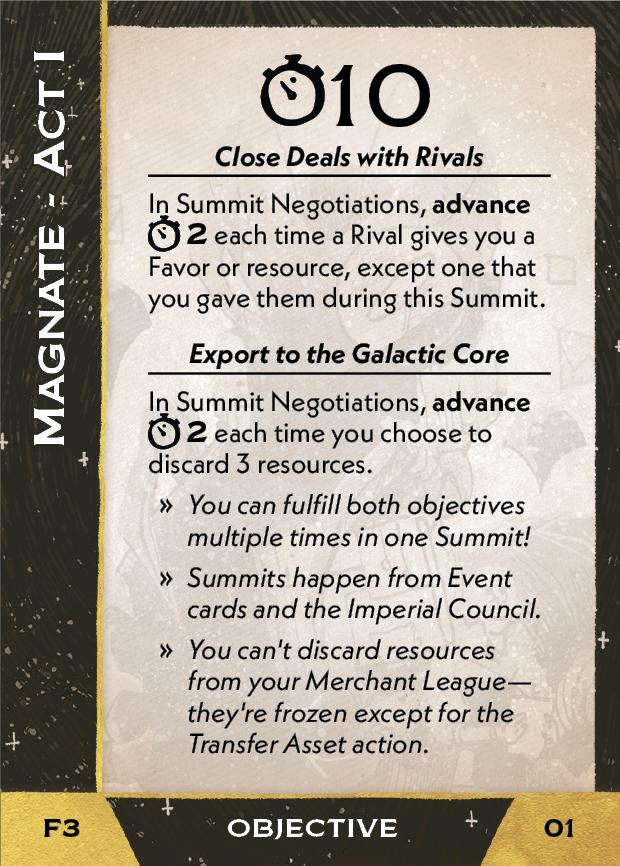 MAGNATE - ACT I
10
Close Deals with Rivals
In Summit Negotiations, advance
2 each time a Rival gives you a
Favor or resource, except one that
you gave them during this Summit.
Export to the Galactic Core
In Summit Negotiations, advance
2 each time you choose to
discard 3 resources.
» You can fulfill both objectives
multiple times in one Summit!
» Summits happen from Event
cards and the Imperial Council.
» You can't discard resources
from your Merchant League—
they're frozen except for the
Transfer Asset action.
F3 OBJECTIVE 01